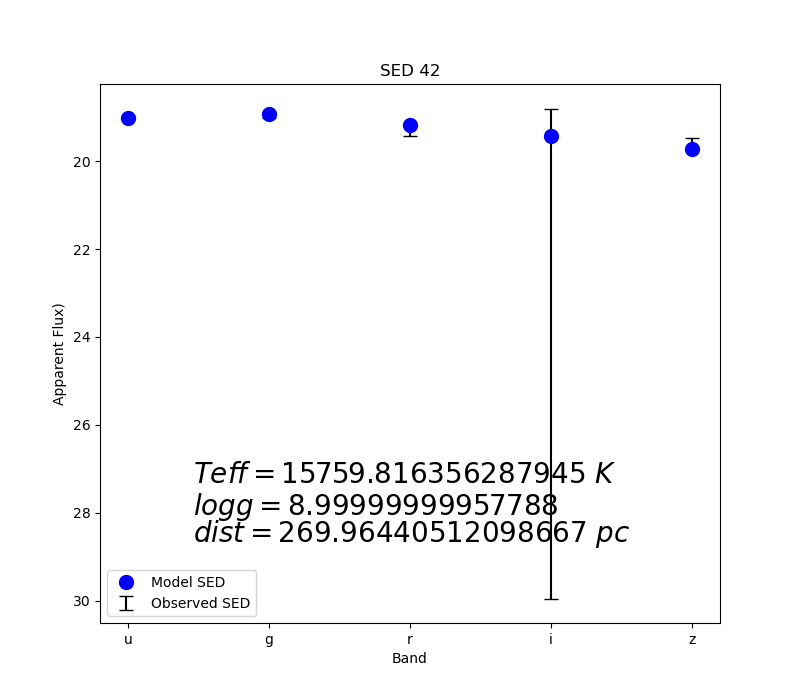 SED 42
Apparent Flux)
20
22
24
26
28
30
Teff = 15759.816356287945 K
logg = 8.99999999957788
dist = 269.96440512098667 pc
Model SED
Observed SED
u g r i z
Band